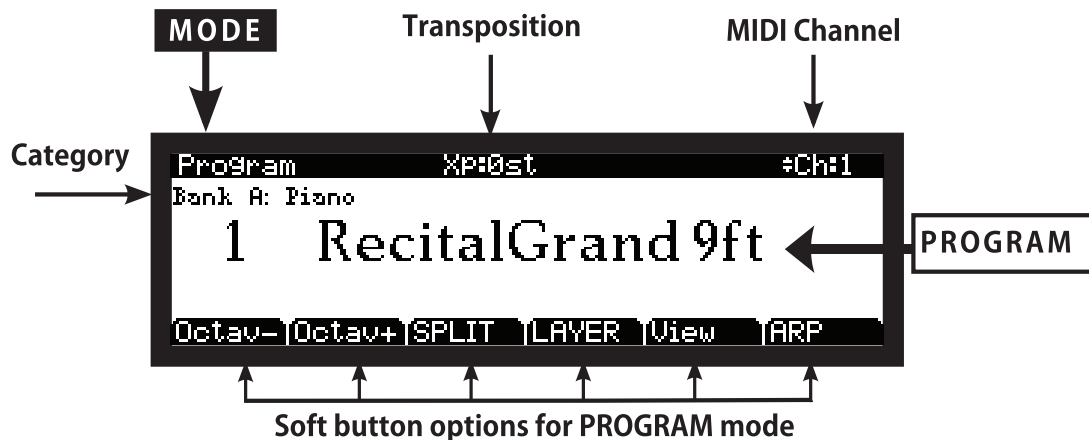 MODE
Transposition
MIDI Channel
Category
Program Xp:0st ÷Ch:1
Bank A: Piano
1 RecitalGrand 9ft
PROGRAM
Octav- Octav+ SPLIT LAYER View ARP
Soft button options for PROGRAM mode